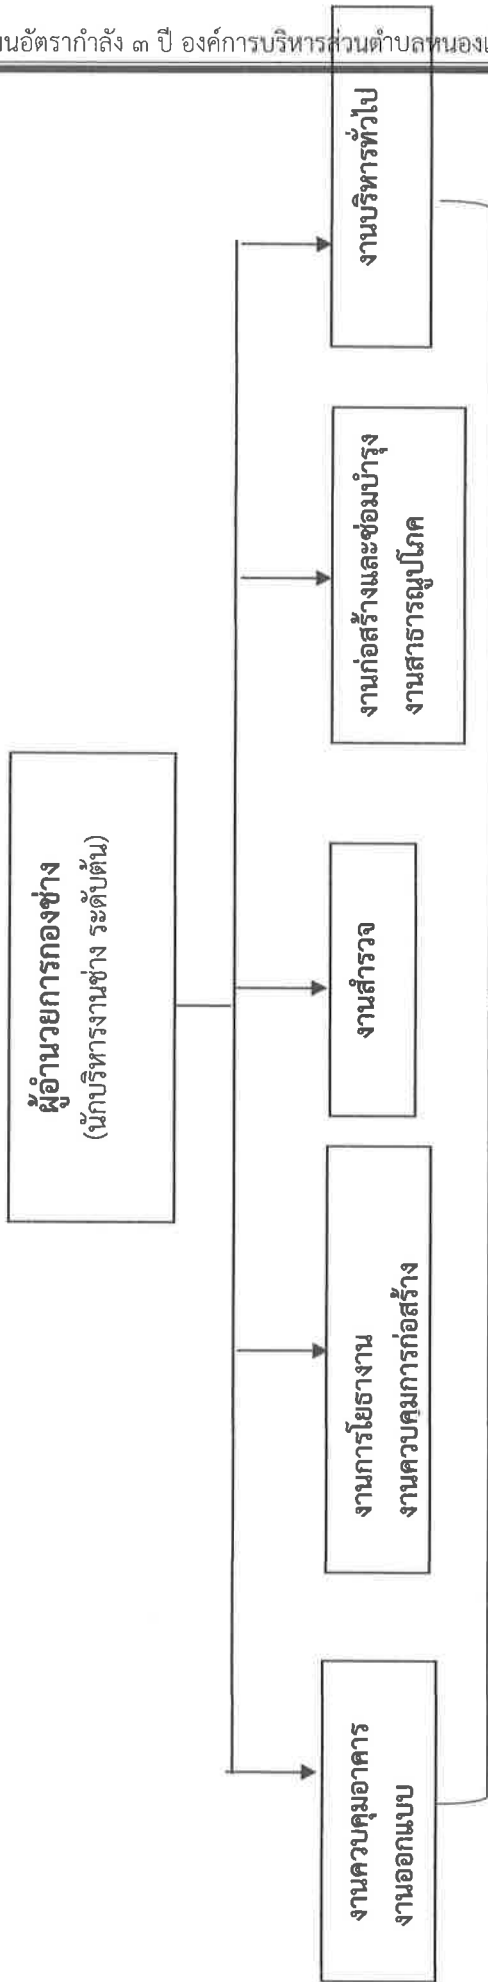 นอัตรากำลัง ๓ ปี องค์การบริหารส่วนตำบลหนอง
ผู้อำนวยการกองช่าง
(นักบริหารงานช่าง ระดับต้น)
งานควบคุมอาคาร
งานออกแบบ
งานการโยธางาน
งานควบคุมการก่อสร้าง
งานสำรวจ
งานก่อสร้างและซ่อมบำรุง
งานสาธารณูปโภค
งานบริหารทั่วไป